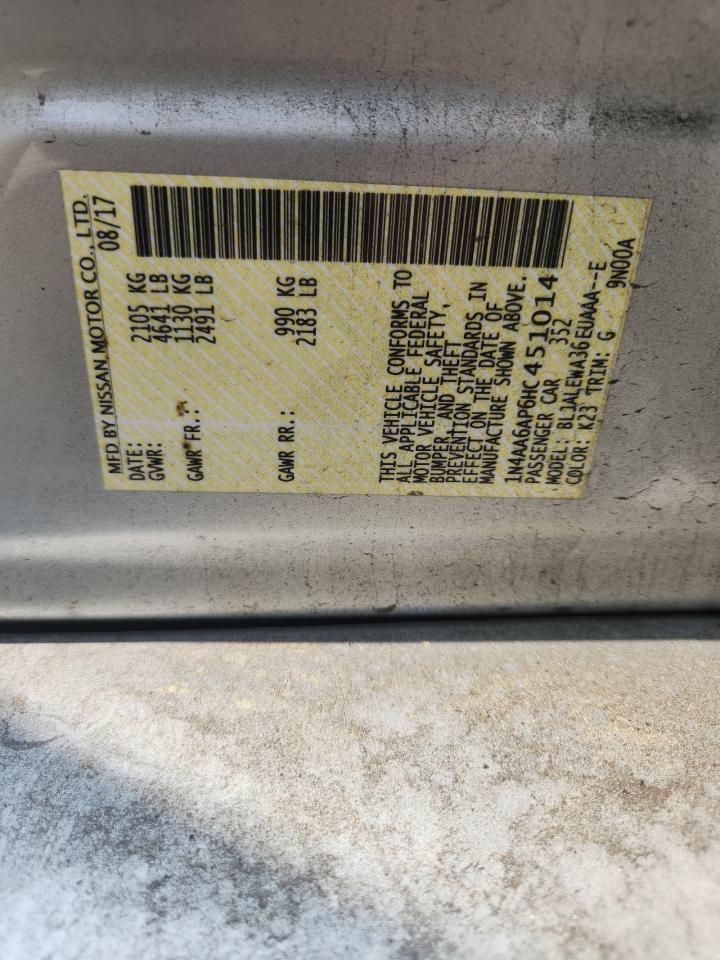 MFD BY NISSAN MOTOR CO., LTD.
DATE: 08/17
GVWR: 2105 KG
4641 LB
GAWR FR.: 1130 KG
2491 LB
GAWR RR.: 990 KG
2183 LB
THIS VEHICLE CONFORMS TO
ALL APPLICABLE FEDERAL
MOTOR VEHICLE SAFETY,
BUMPER, AND THEFT
PREVENTION STANDARDS IN
EFFECT ON THE DATE OF
MANUFACTURE SHOWN ABOVE.
1N4AA6AP6HC451014
PASSENGER CAR 352
MODEL: BLJALEWA36EUAAA--E
COLOR: K23 TRIM: G 9N00A